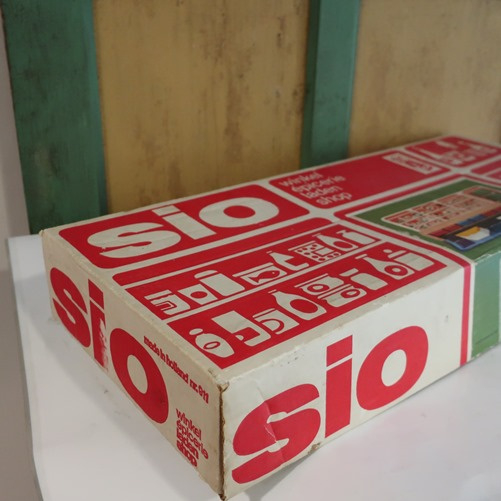 sio
winkel
épicerie
laden
shop
sio
made in holland nr. 911
winkel
épicerie
laden
shop
sio